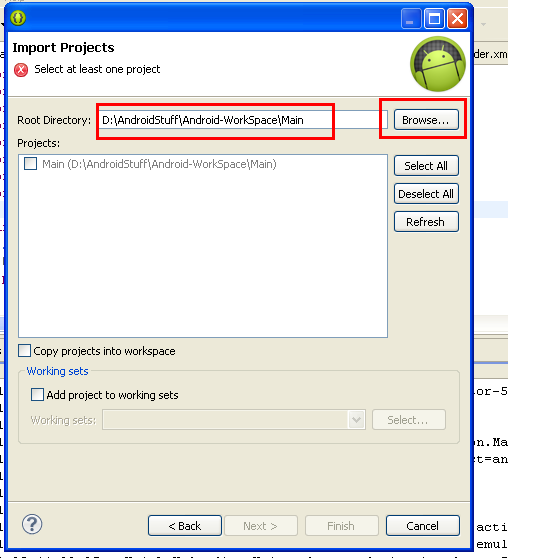 Import Projects
Select at least one project
der.xm
Root Directory: D:\AndroidStuff\Android-WorkSpace\Main Browse...
Projects:
Main (D:\AndroidStuff\Android-WorkSpace\Main)
Select All
Deselect All
Refresh
Copy projects into workspace
Working sets
Add project to working sets
Working sets: Select...
or-5
on.Ma
ct=an
acti
emul
? < Back Next > Finish Cancel